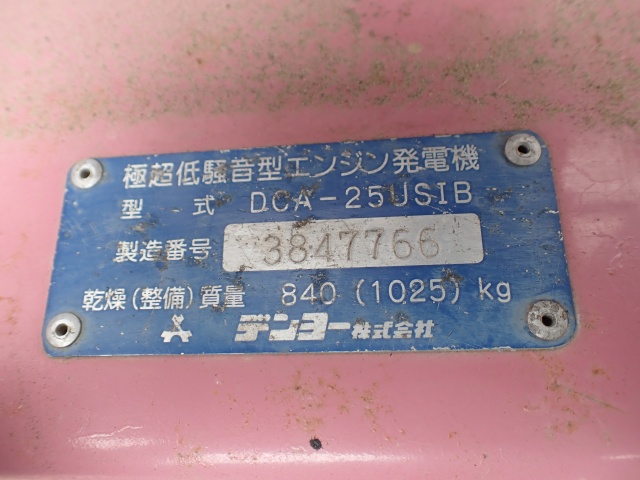 極超低騒音型エンジン発電機
型式 DCA-25USIB
製造番号 3847766
乾燥(整備)質量 840 (1025) kg
デンヨー株式会社